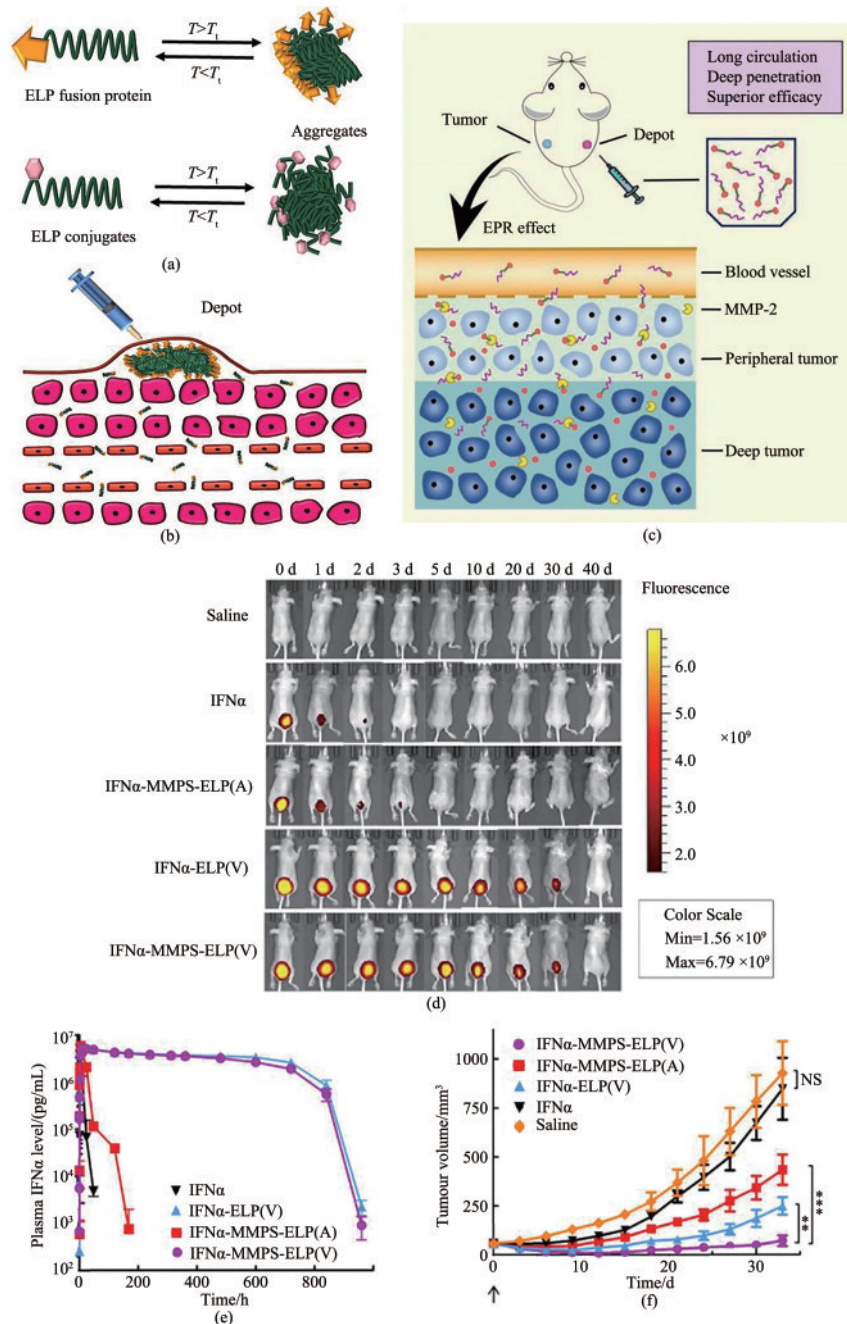 T>Tt
T<Tt
ELP fusion protein
Aggregates
T>Tt
T<Tt
ELP conjugates
(a)
Depot
(b)
Long circulation
Deep penetration
Superior efficacy
Tumor
Depot
EPR effect
Blood vessel
MMP-2
Peripheral tumor
Deep tumor
(c)
0 d 1 d 2 d 3 d 5 d 10 d 20 d 30 d 40 d
Fluorescence
Saline
IFNα
IFNα-MMPS-ELP(A)
IFNα-ELP(V)
IFNα-MMPS-ELP(V)
6.0
5.0
×10⁹
4.0
3.0
2.0
Color Scale
Min=1.56 ×10⁹
Max=6.79 ×10⁹
(d)
Plasma IFNα level/(pg/mL)
10⁷
10⁶
10⁵
10⁴
10³
10²
IFNα
IFNα-ELP(V)
IFNα-MMPS-ELP(A)
IFNα-MMPS-ELP(V)
0 200 400 600 800
Time/h
(e)
Tumour volume/mm³
1000
750
500
250
0
IFNα-MMPS-ELP(V)
IFNα-MMPS-ELP(A)
IFNα-ELP(V)
IFNα
Saline
NS
***
**
0 10 20 30
Time/d
(f)